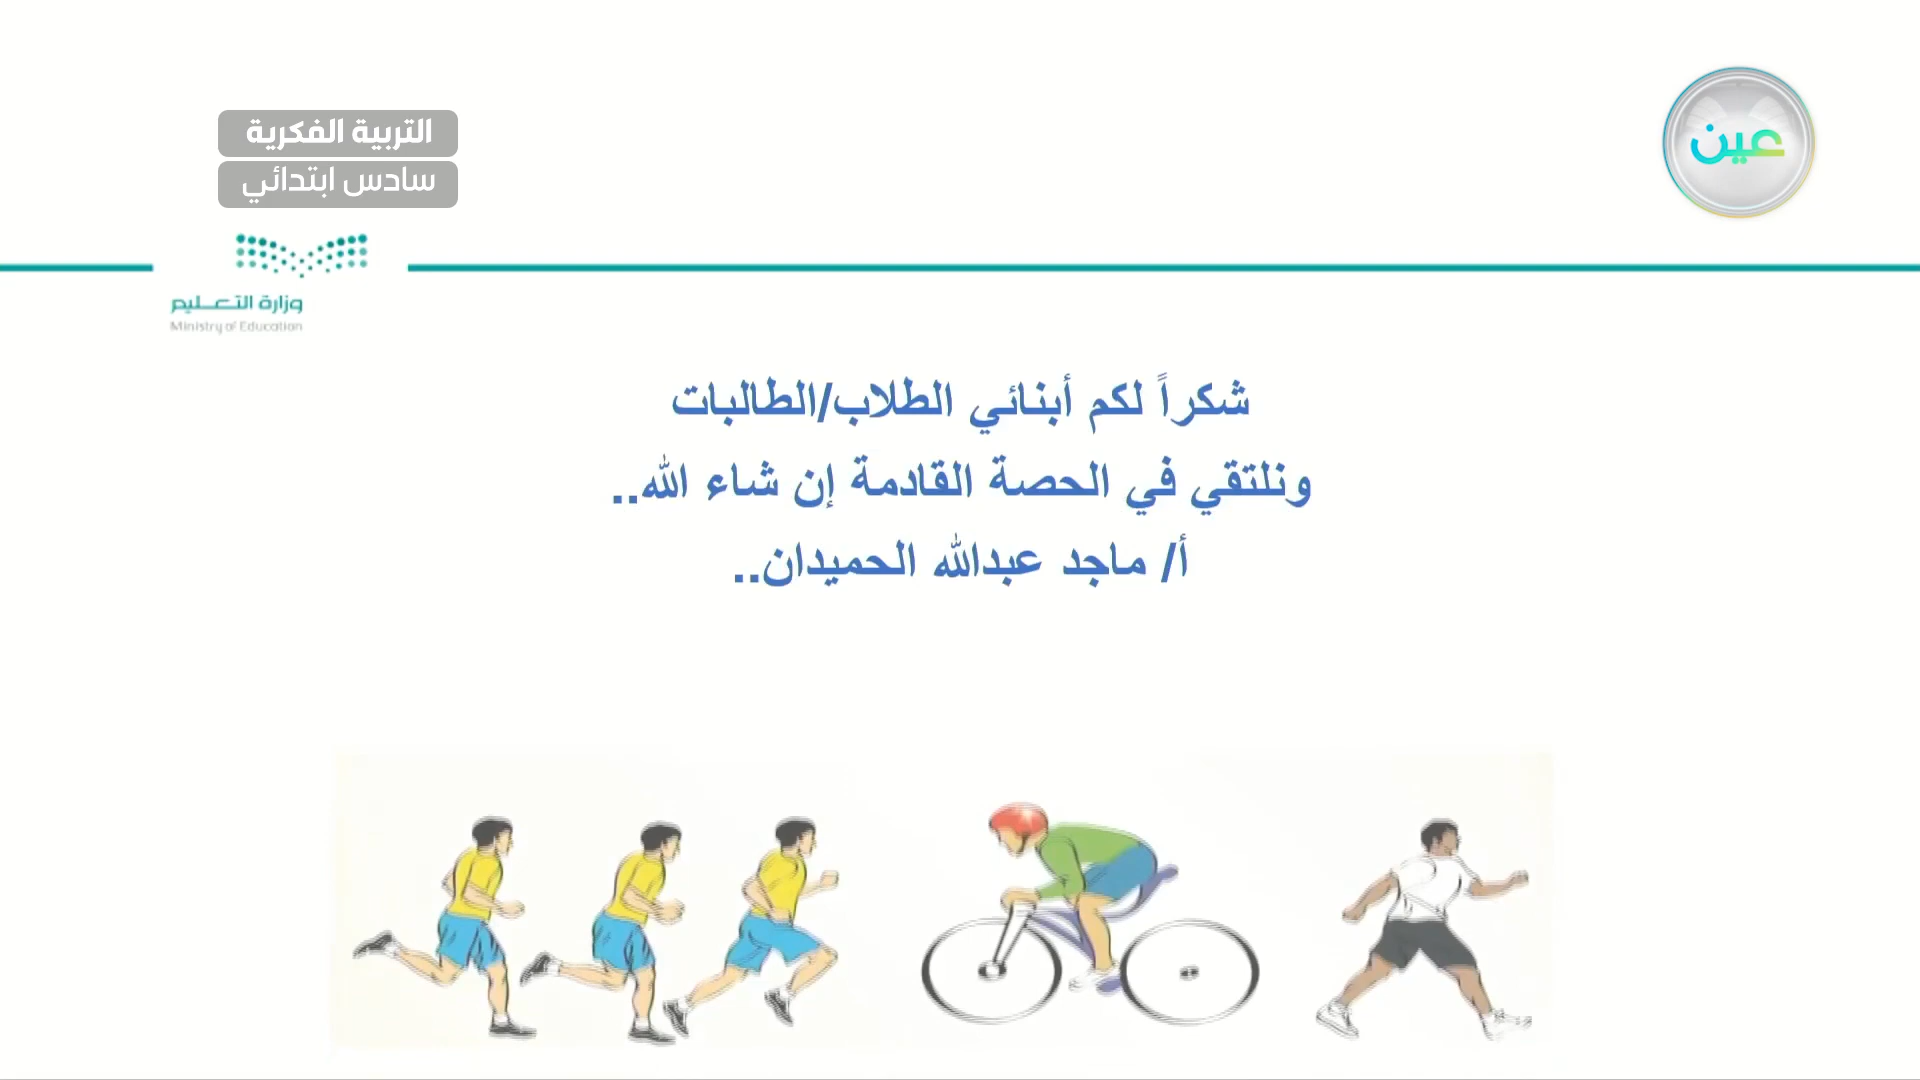 عين
التربية الفكرية
سادس ابتدائي
وزارة التعليم
Ministry of Education
شكراً لكم أبنائي الطلاب/الطالبات
ونلتقي في الحصة القادمة إن شاء الله..
أ/ ماجد عبدالله الحميدان..